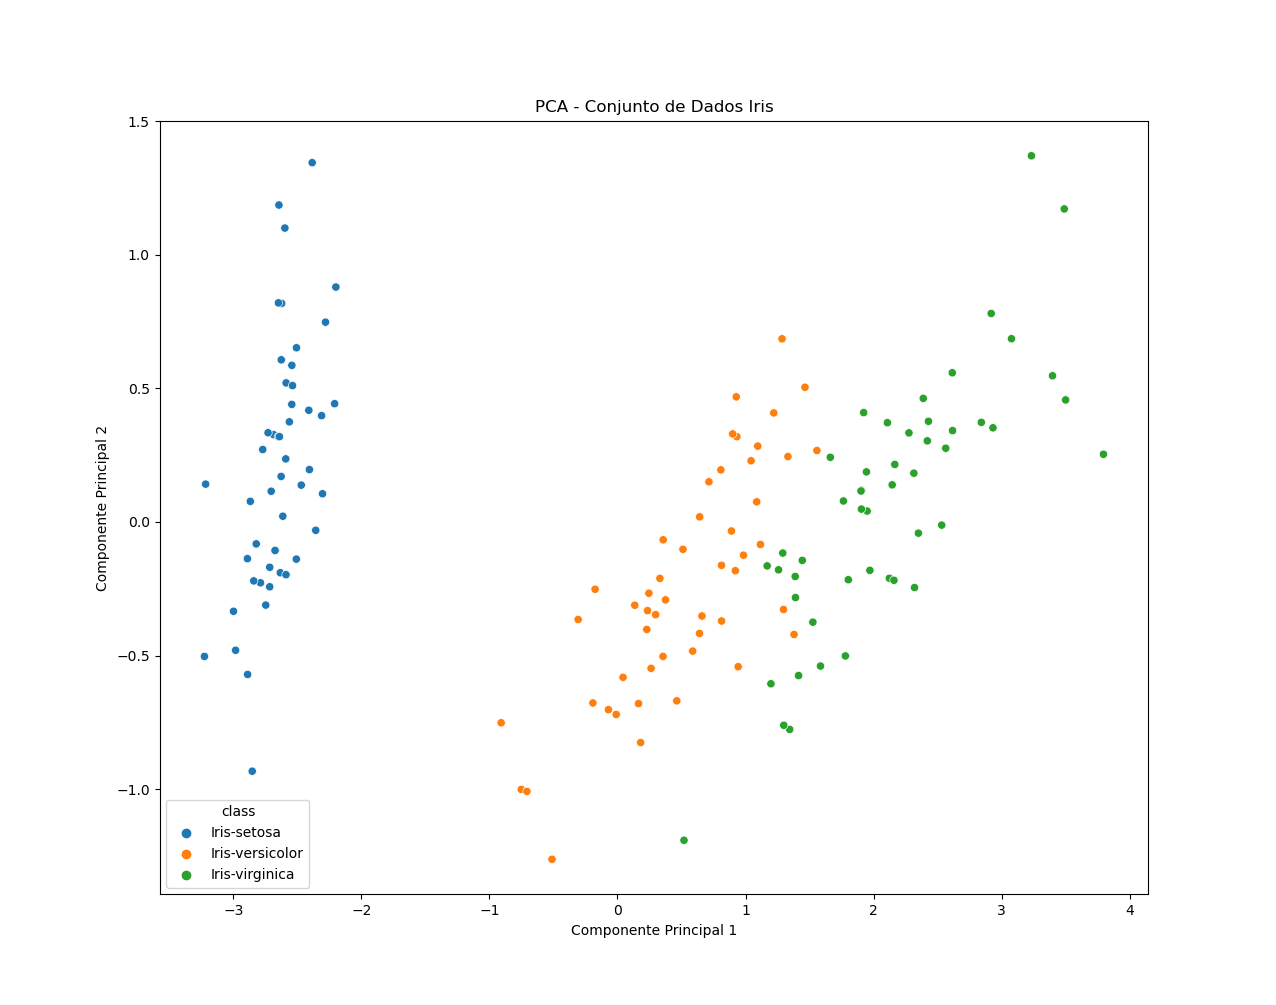 PCA - Conjunto de Dados Iris
1.5
1.0
0.5
0.0
−0.5
−1.0
Componente Principal 2
class
Iris-setosa
Iris-versicolor
Iris-virginica
−3
−2
−1
0
1
2
3
4
Componente Principal 1